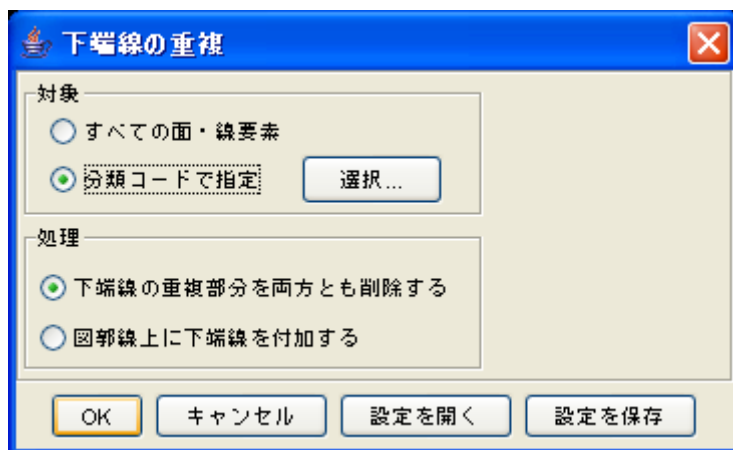 下端線の重複
対象
すべての面・線要素
分類コードで指定
選択...
処理
下端線の重複部分を両方とも削除する
図郭線上に下端線を付加する
OK
キャンセル
設定を開く
設定を保存